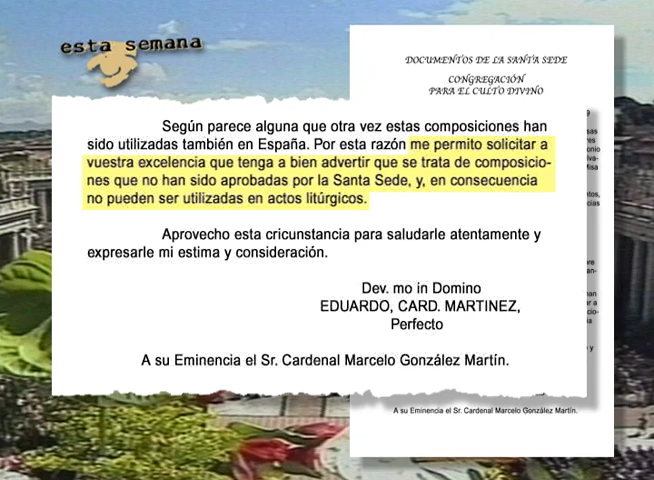 esta semana
DOCUMENTOS DE LA SANTA SEDE
CONGREGACIÓN
PARA EL CULTO DIVINO
Según parece alguna que otra vez estas composiciones han
sido utilizadas también en España. Por esta razón me permito solicitar a
vuestra excelencia que tenga a bien advertir que se trata de composicio-
nes que no han sido aprobadas por la Santa Sede, y, en consecuencia
no pueden ser utilizadas en actos litúrgicos.
Aprovecho esta cricunstancia para saludarle atentamente y
expresarle mi estima y consideración.
Dev. mo in Domino
EDUARDO, CARD. MARTINEZ,
Perfecto
A su Eminencia el Sr. Cardenal Marcelo González Martín.
A su Eminencia el Sr. Cardenal Marcelo González Martín.